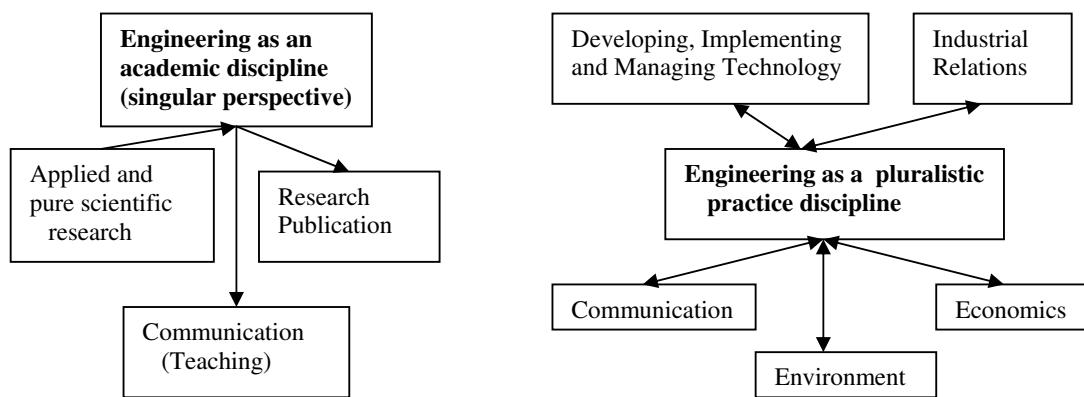 Engineering as an
academic discipline
(singular perspective)
Applied and
pure scientific
research
Research
Publication
Communication
(Teaching)
Developing, Implementing
and Managing Technology
Industrial
Relations
Engineering as a pluralistic
practice discipline
Communication
Economics
Environment